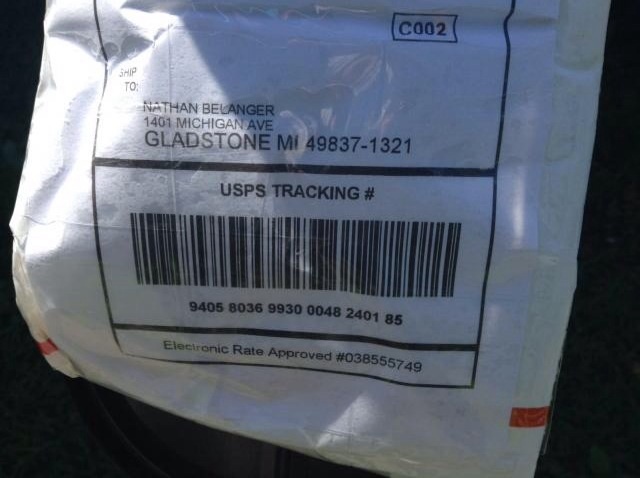 C002
SHIP
TO:
NATHAN BELANGER
1401 MICHIGAN AVE
GLADSTONE MI 49837-1321
USPS TRACKING #
9405 8036 9930 0048 2401 85
Electronic Rate Approved #038555749